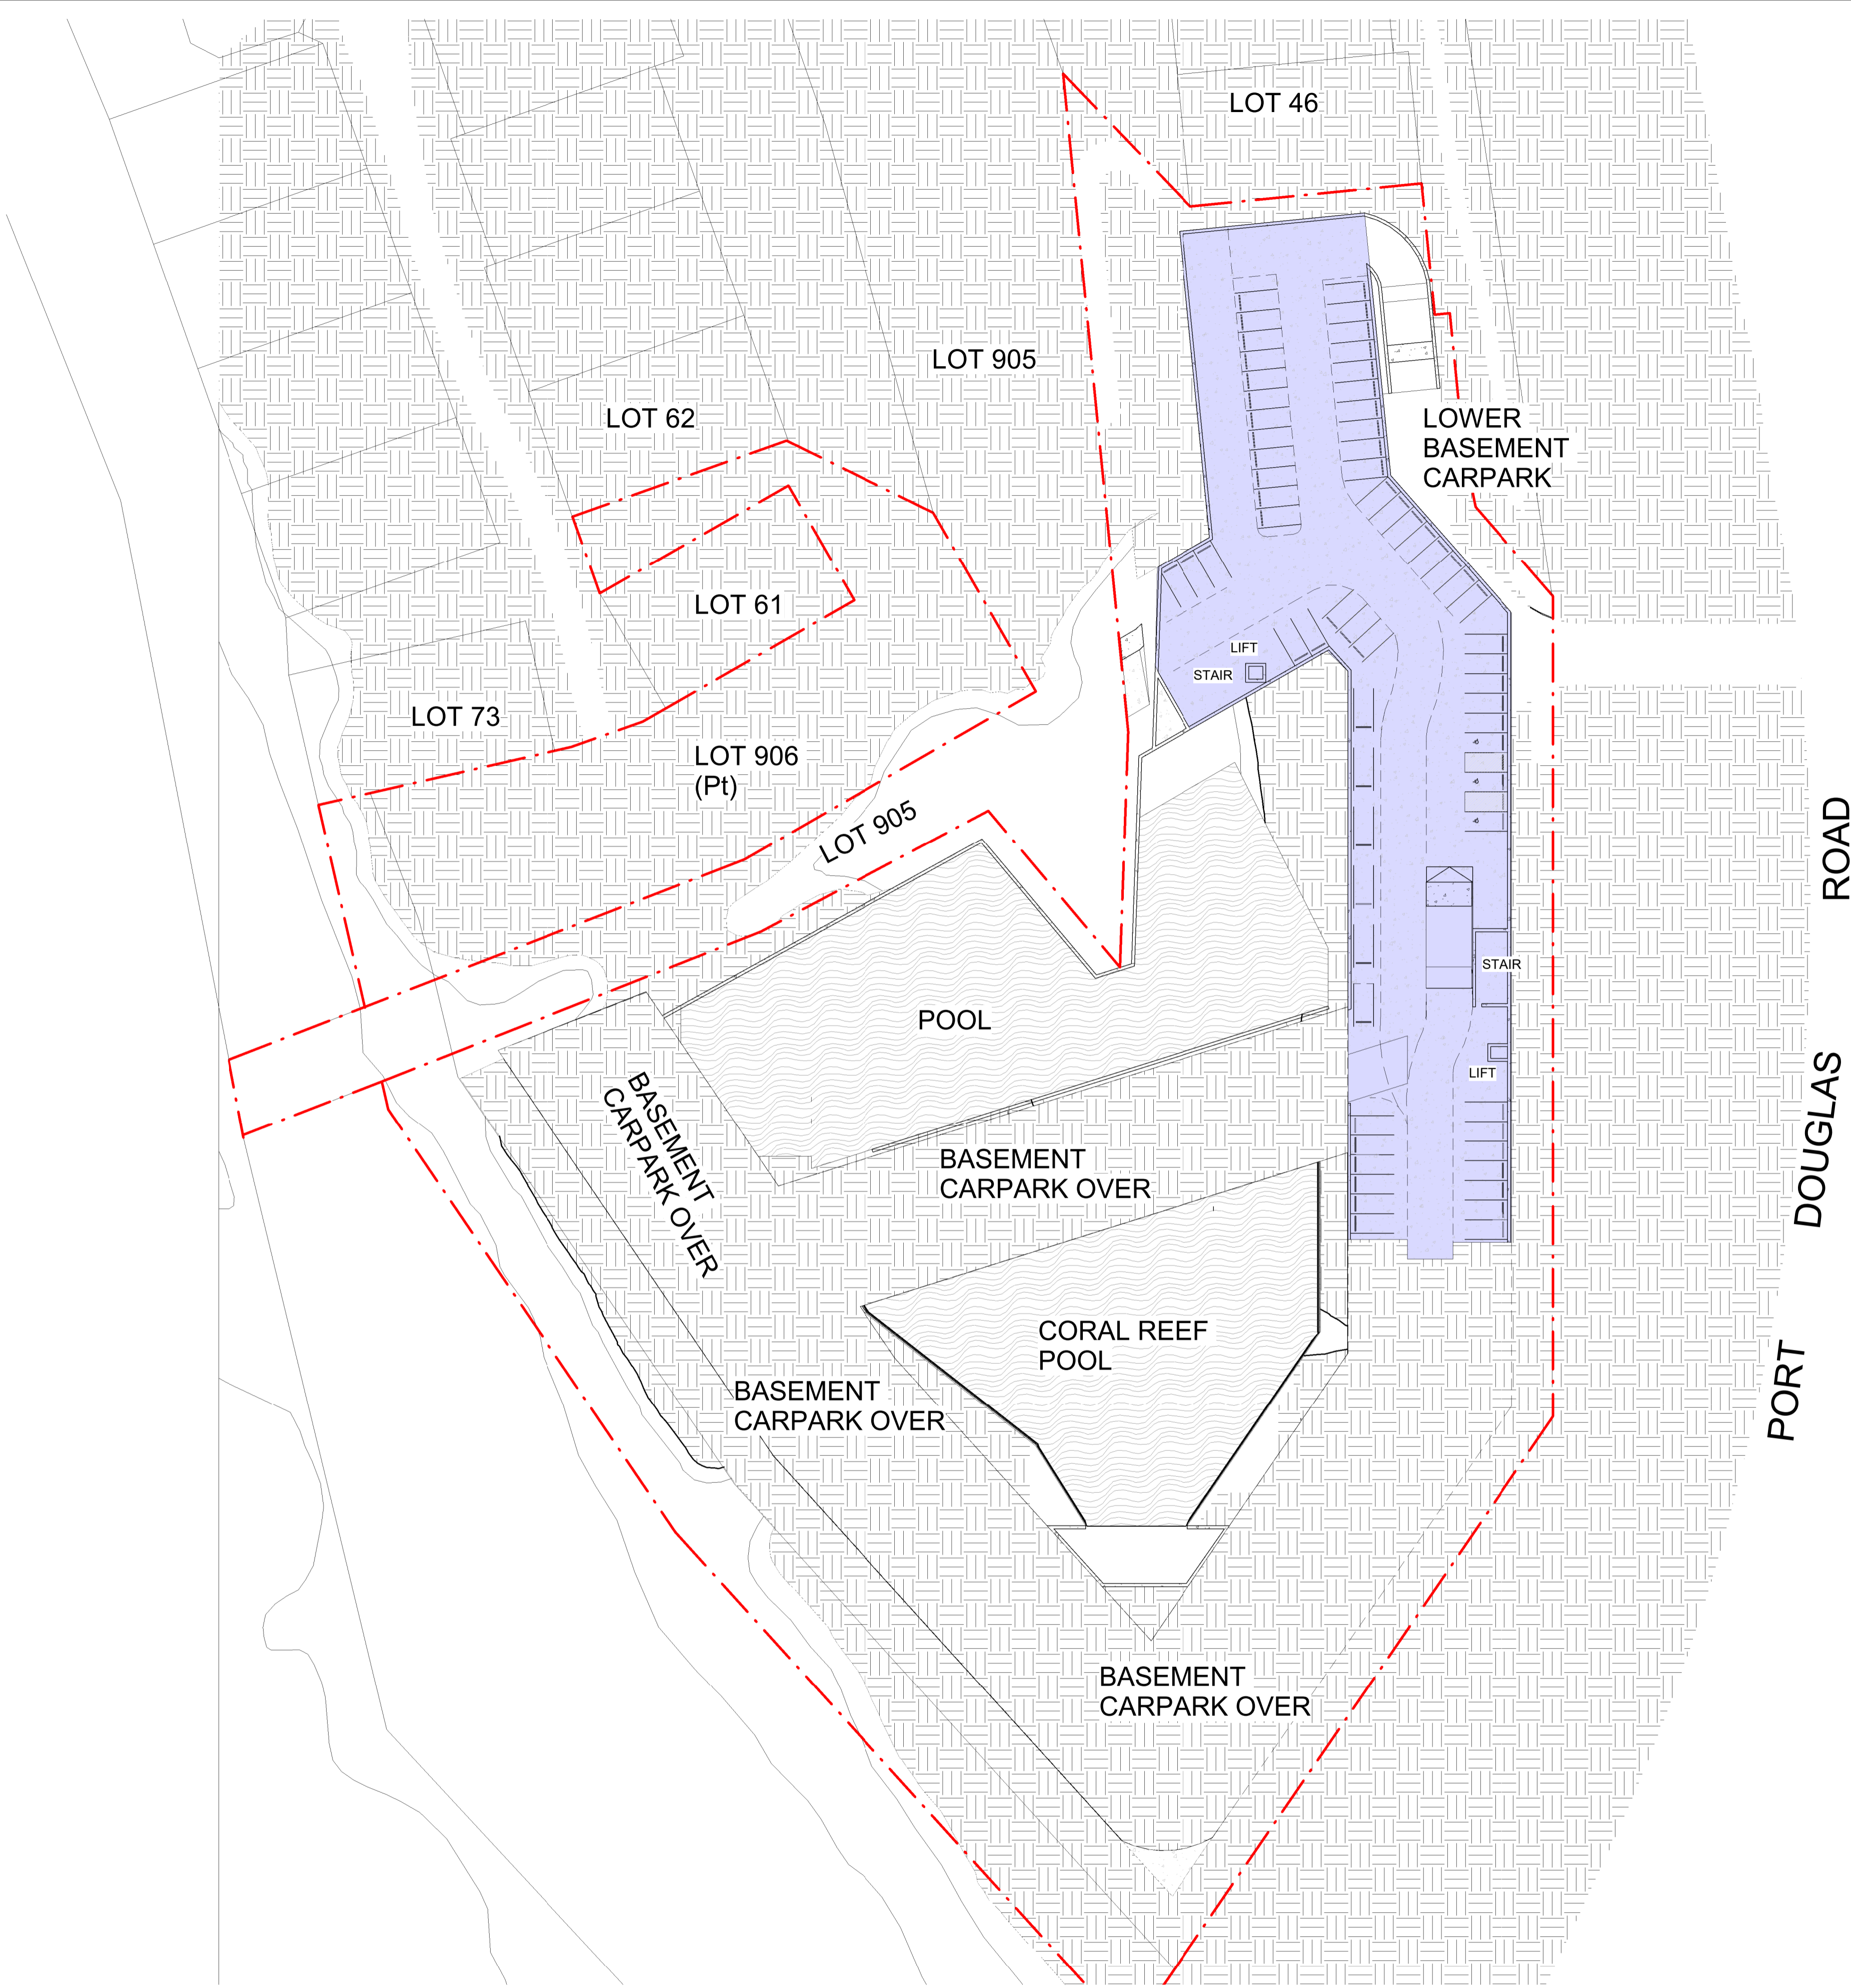 LOT 46
LOT 905
LOT 62
LOWER
BASEMENT
CARPARK
LOT 61
LIFT
STAIR
LOT 73
LOT 906
(Pt)
LOT 905
STAIR
POOL
LIFT
BASEMENT
CARPARK OVER
BASEMENT
CARPARK OVER
CORAL REEF
POOL
BASEMENT
CARPARK OVER
BASEMENT
CARPARK OVER
PORT DOUGLAS ROAD